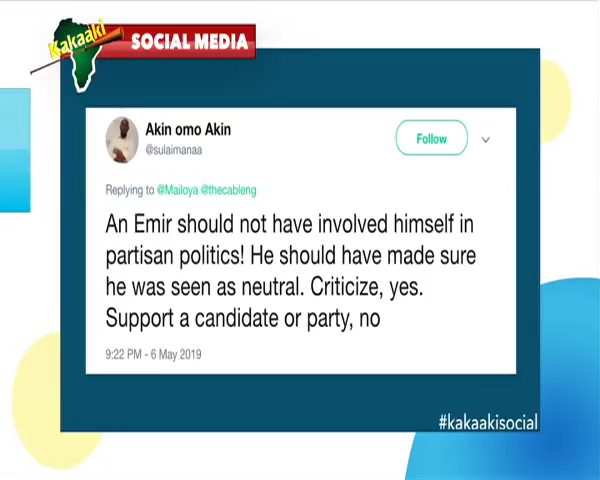 Kakaaki
SOCIAL MEDIA
Akin omo Akin
@sulaimanaa
Follow
Replying to @Mailoya @thecableng
An Emir should not have involved himself in
partisan politics! He should have made sure
he was seen as neutral. Criticize, yes.
Support a candidate or party, no
9:22 PM - 6 May 2019
#kakaakisocial